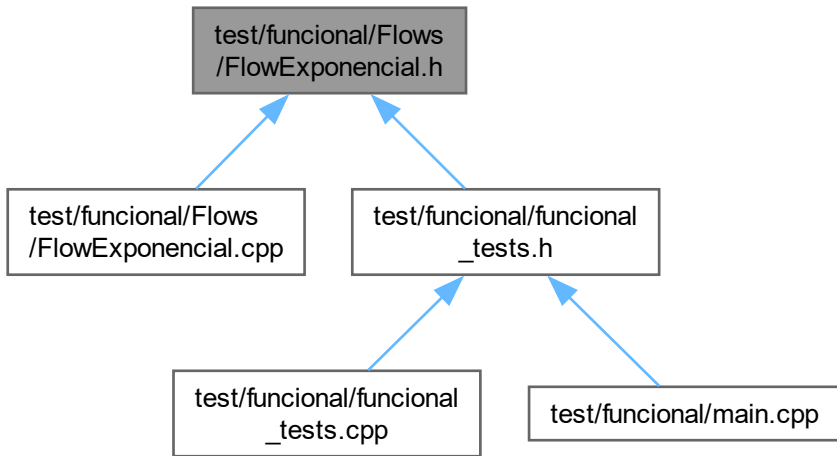 test/funcional/Flows
/FlowExponencial.h
test/funcional/Flows
/FlowExponencial.cpp
test/funcional/funcional
_tests.h
test/funcional/funcional
_tests.cpp
test/funcional/main.cpp